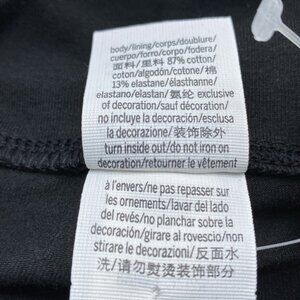 body/lining/corps/doublure/
cuerpo/forro/corpo/fodera/
面料/里料 87% cotton/
coton/algodón/cotone/棉
13% elastane/élasthanne/
elastano/elastan/氨纶 exclusive
of decoration/sauf décoration/
no incluye la decoración/esclusa
la decorazione/装饰除外
turn inside out/do not iron on
decoration/retourner le vêtement
à l'envers/ne pas repasser sur
les ornements/lavar del lado
del revés/no planchar sobre la
decoración/girare al rovescio/non
stirare le decorazioni/反面水
洗/请勿熨烫装饰部分